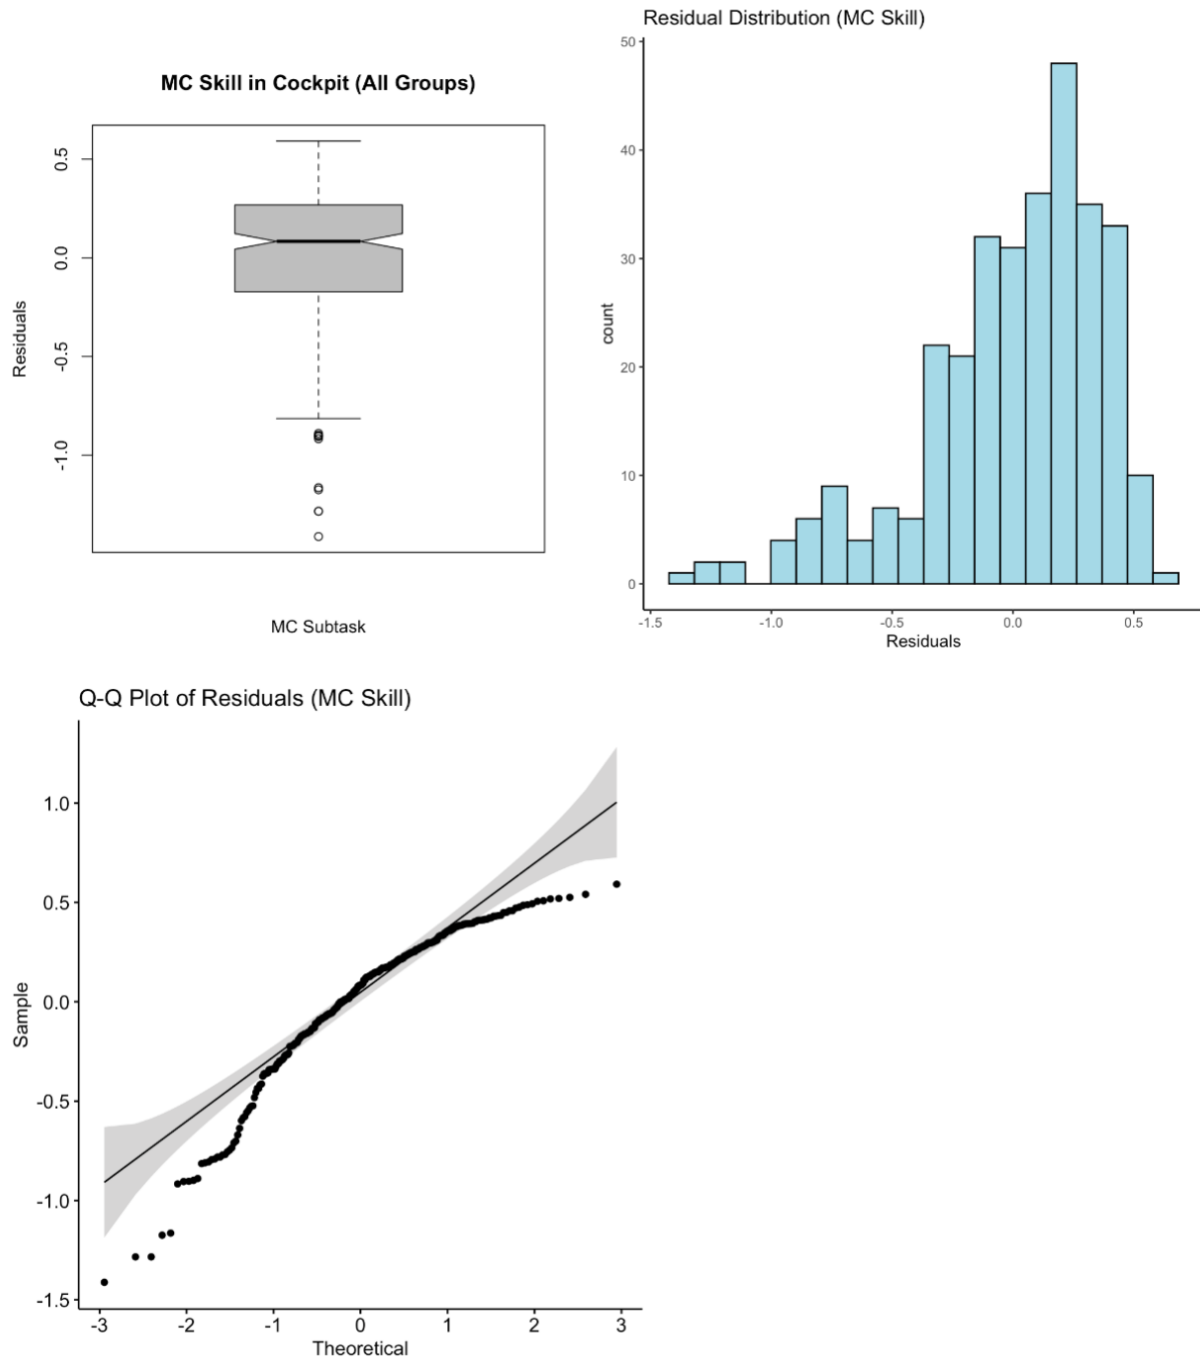 MC Skill in Cockpit (All Groups)
0.5
0.0
-0.5
-1.0
Residuals
MC Subtask
Residual Distribution (MC Skill)
50
40
30
20
10
0
count
-1.5 -1.0 -0.5 0.0 0.5
Residuals
Q-Q Plot of Residuals (MC Skill)
1.0
0.5
0.0
-0.5
-1.0
-1.5
Sample
-3 -2 -1 0 1 2 3
Theoretical